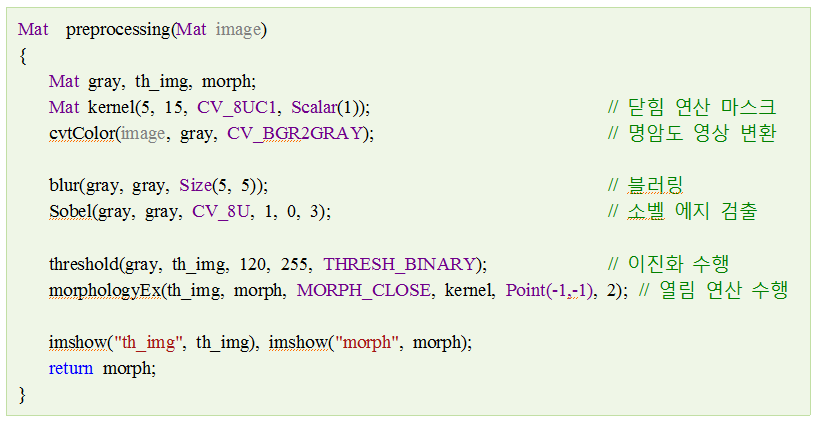 Mat preprocessing(Mat image)
{
Mat gray, th_img, morph;
Mat kernel(5, 15, CV_8UC1, Scalar(1)); // 닫힘 연산 마스크
cvtColor(image, gray, CV_BGR2GRAY); // 명암도 영상 변환
blur(gray, gray, Size(5, 5)); // 블러링
Sobel(gray, gray, CV_8U, 1, 0, 3); // 소벨 에지 검출
threshold(gray, th_img, 120, 255, THRESH_BINARY); // 이진화 수행
morphologyEx(th_img, morph, MORPH_CLOSE, kernel, Point(-1,-1), 2); // 열림 연산 수행
imshow("th_img", th_img), imshow("morph", morph);
return morph;
}